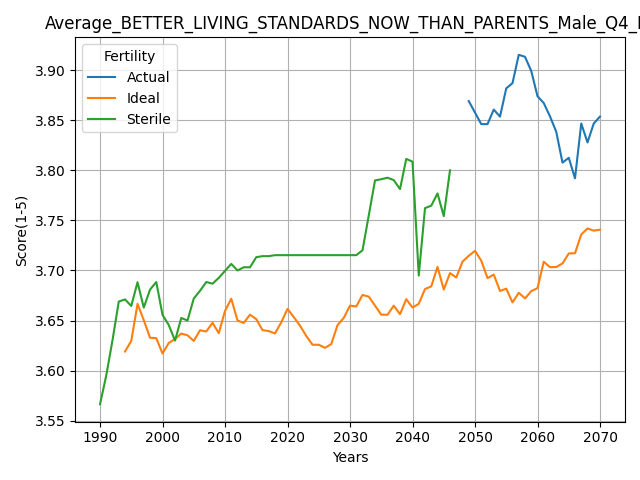 Average_BETTER_LIVING_STANDARDS_NOW_THAN_PARENTS_Male_Q4_
Fertility
Actual
Ideal
Sterile
Score(1-5)
3.90
3.85
3.80
3.75
3.70
3.65
3.60
3.55
1990 2000 2010 2020 2030 2040 2050 2060 2070
Years